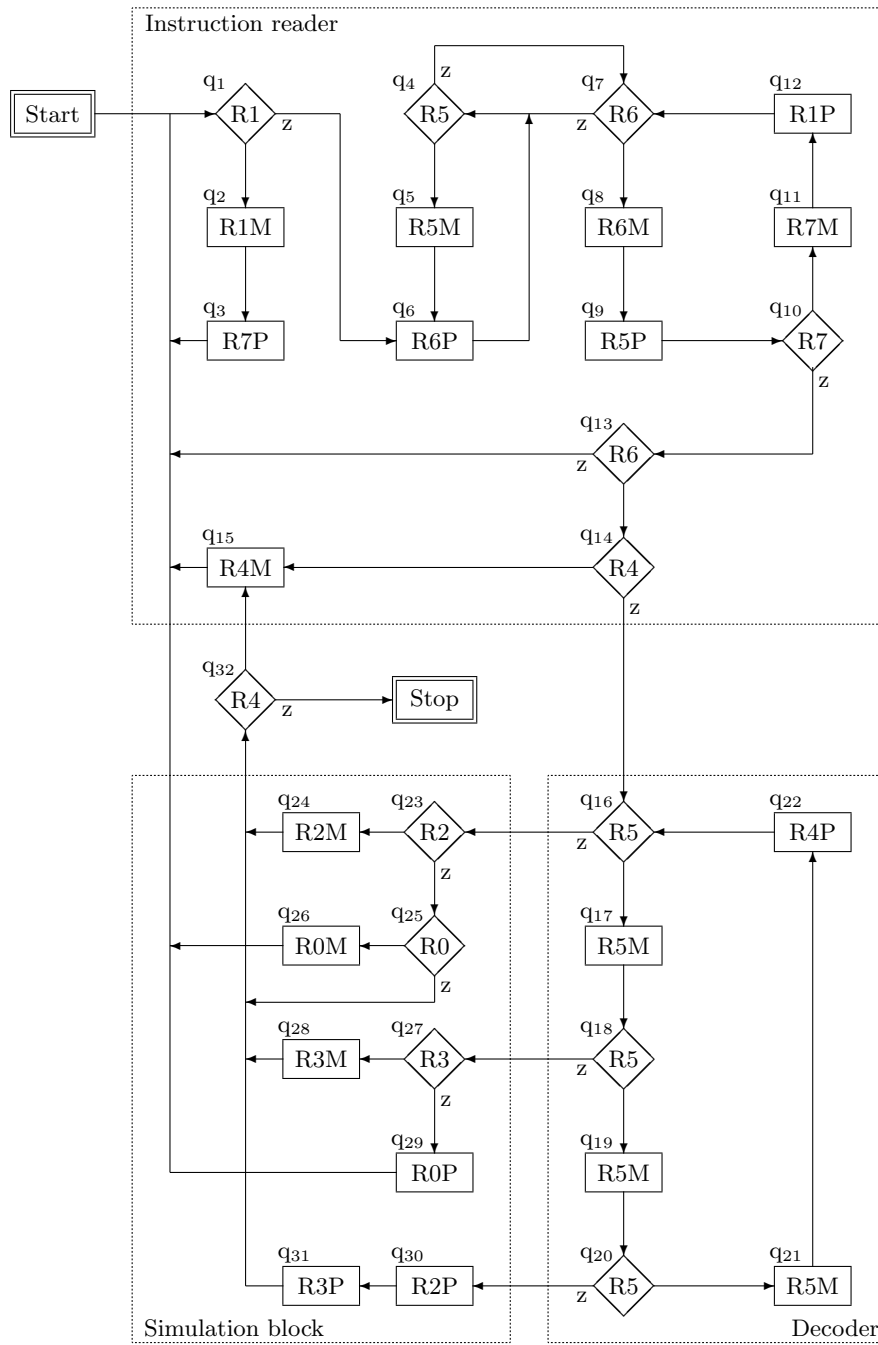 Instruction reader
q1 q4 q7 q12
Start R1 z R5 z R6 z R1P
q2 q5 q8 q11
R1M R5M R6M R7M
q3 q6 q9 q10
R7P R6P R5P R7 z
q13
R6 z
q15 q14
R4M R4 z
q32
R4 z Stop
q24 q23 q16 q22
R2M R2 z R5 z R4P
q26 q25 q17
R0M R0 z R5M
q28 q27 q18
R3M R3 z R5 z
q29 q19
R0P R5M
q31 q30 q20 q21
R3P R2P R5 z R5M
Simulation block Decoder